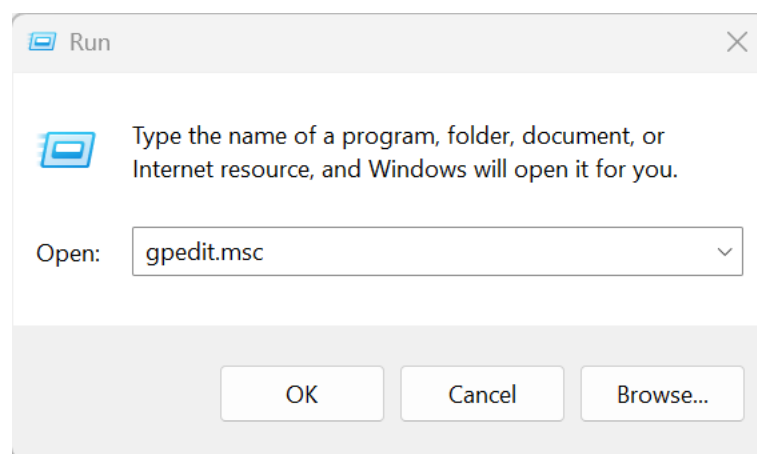 Run
Type the name of a program, folder, document, or
Internet resource, and Windows will open it for you.
Open: gpedit.msc
OK Cancel Browse...